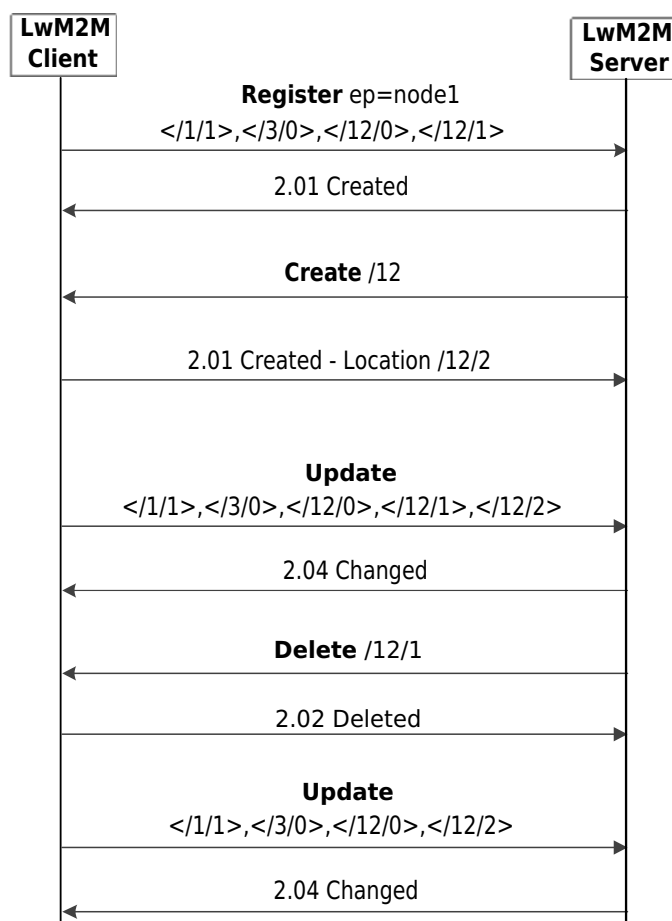 LwM2M
Client
LwM2M
Server
Register ep=node1
</1/1>,</3/0>,</12/0>,</12/1>
2.01 Created
Create /12
2.01 Created - Location /12/2
Update
</1/1>,</3/0>,</12/0>,</12/1>,</12/2>
2.04 Changed
Delete /12/1
2.02 Deleted
Update
</1/1>,</3/0>,</12/0>,</12/2>
2.04 Changed